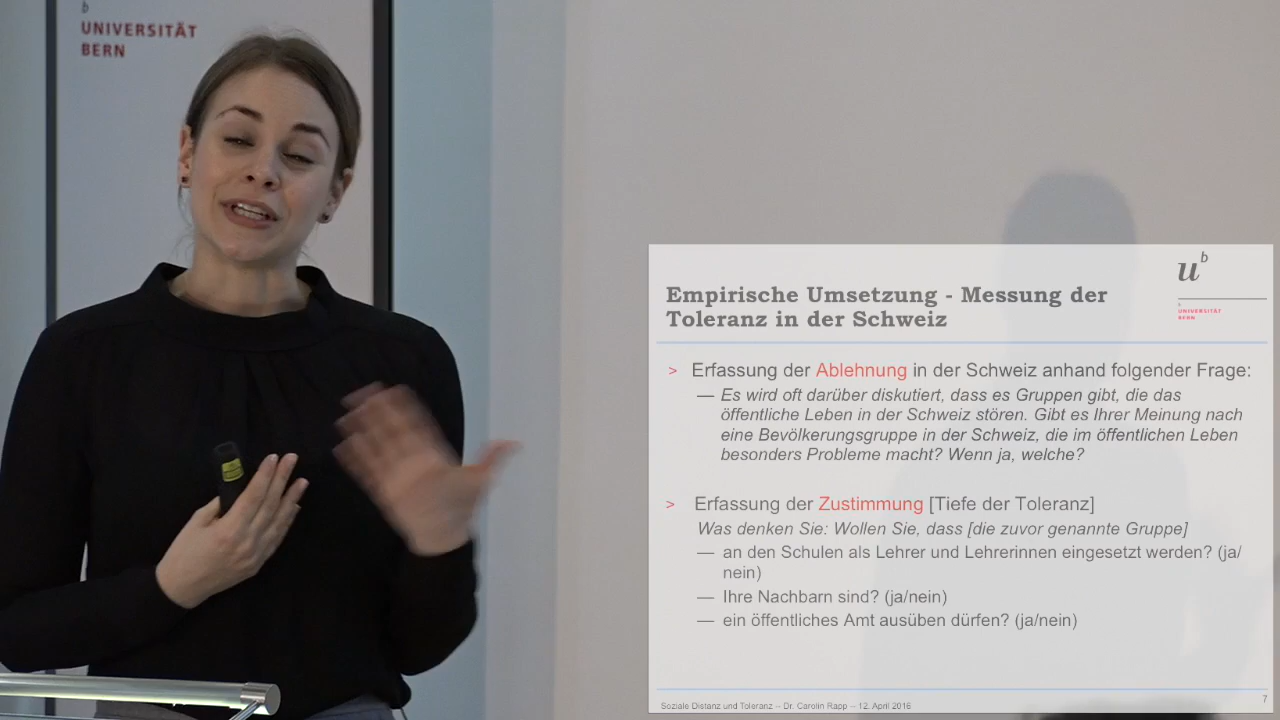 b
UNIVERSITÄT
BERN
u b
b
UNIVERSITÄT
BERN
Empirische Umsetzung - Messung der
Toleranz in der Schweiz
> Erfassung der Ablehnung in der Schweiz anhand folgender Frage:
— Es wird oft darüber diskutiert, dass es Gruppen gibt, die das
öffentliche Leben in der Schweiz stören. Gibt es Ihrer Meinung nach
eine Bevölkerungsgruppe in der Schweiz, die im öffentlichen Leben
besonders Probleme macht? Wenn ja, welche?
> Erfassung der Zustimmung [Tiefe der Toleranz]
Was denken Sie: Wollen Sie, dass [die zuvor genannte Gruppe]
— an den Schulen als Lehrer und Lehrerinnen eingesetzt werden? (ja/
nein)
— Ihre Nachbarn sind? (ja/nein)
— ein öffentliches Amt ausüben dürfen? (ja/nein)
Soziale Distanz und Toleranz – Dr. Carolin Rapp – 12. April 2016
7